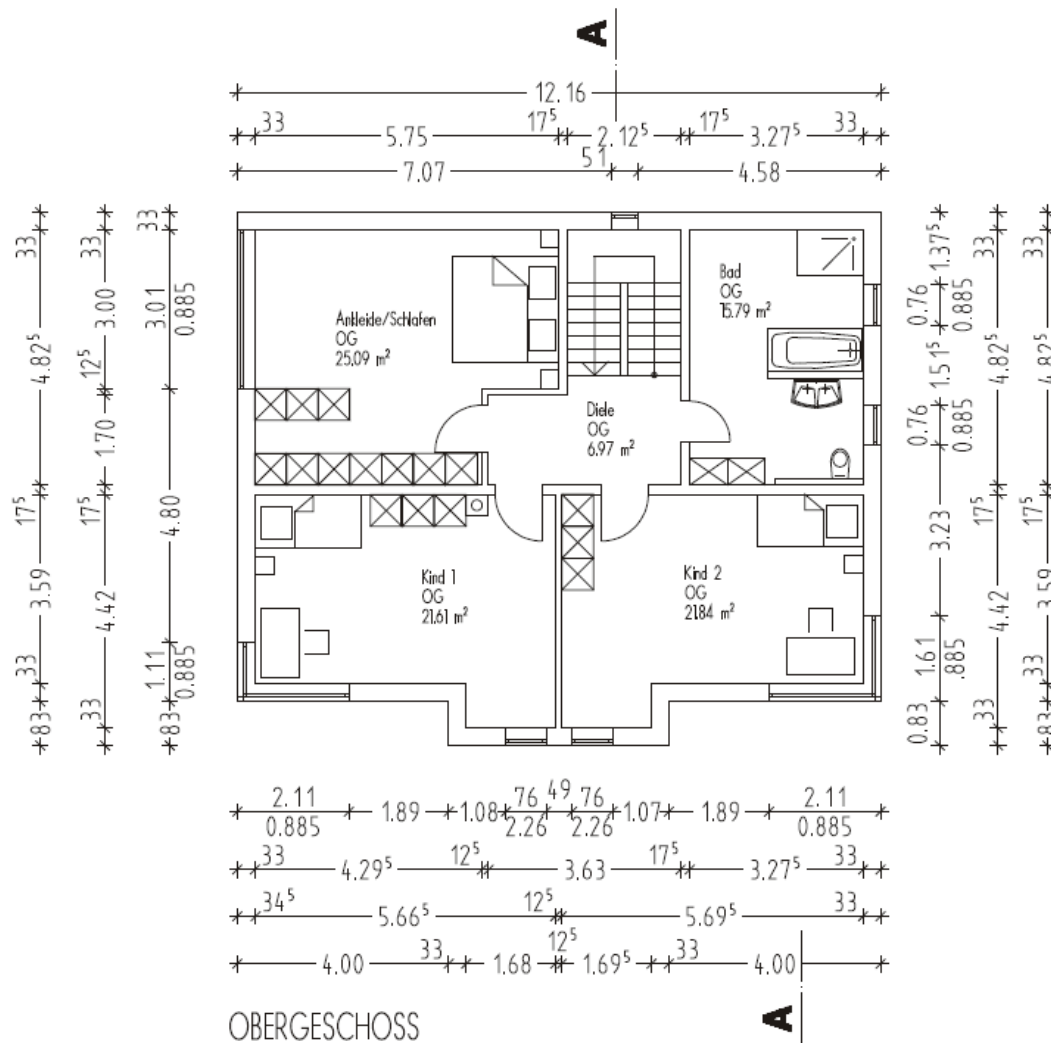 A
12.16
33 5.75 17⁵ 2.12⁵ 17⁵ 3.27⁵ 33
7.07 51 4.58
33 4.82⁵ 17⁵ 3.59 33 83
33 3.00 12⁵ 1.70 17⁵ 4.42 33
33 3.01 0.885 4.80 1.11 0.885 83
Ankleide/Schlafen
OG
25.09 m²
Bad
OG
15.79 m²
Diele
OG
6.97 m²
Kind 1
OG
21.61 m²
Kind 2
OG
21.84 m²
1.37⁵ 0.76 0.885 1.51⁵ 0.76 0.885 3.23 1.61 .885 0.83
33 4.82⁵ 17⁵ 4.42 33
33 4.82⁵ 17⁵ 3.59 33 83
2.11 1.89 1.08 76 49 76 1.07 1.89 2.11
0.885 2.26 2.26 0.885
33 4.29⁵ 12⁵ 3.63 17⁵ 3.27⁵ 33
34⁵ 5.66⁵ 12⁵ 5.69⁵ 33
4.00 33 1.68 12⁵ 1.69⁵ 33 4.00
OBERGESCHOSS
A